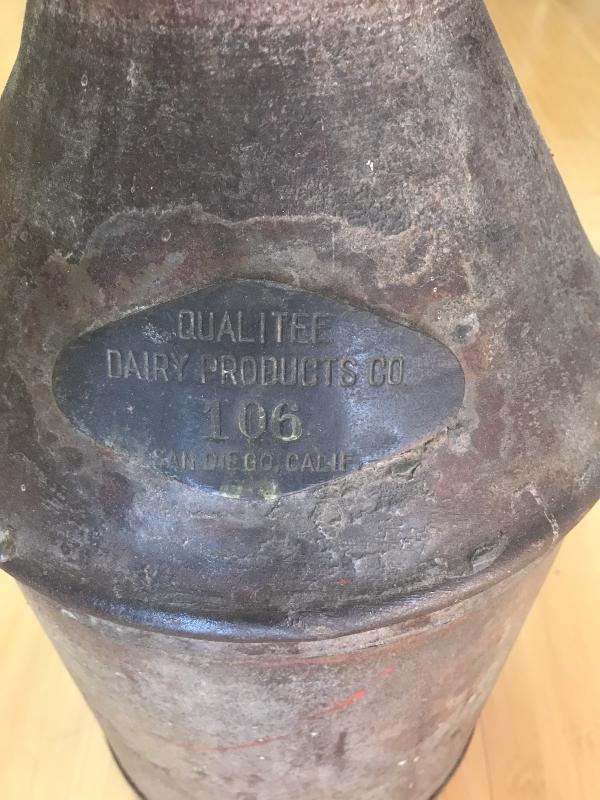 QUALITEE
DAIRY PRODUCTS CO.
106
SAN DIEGO, CALIF.